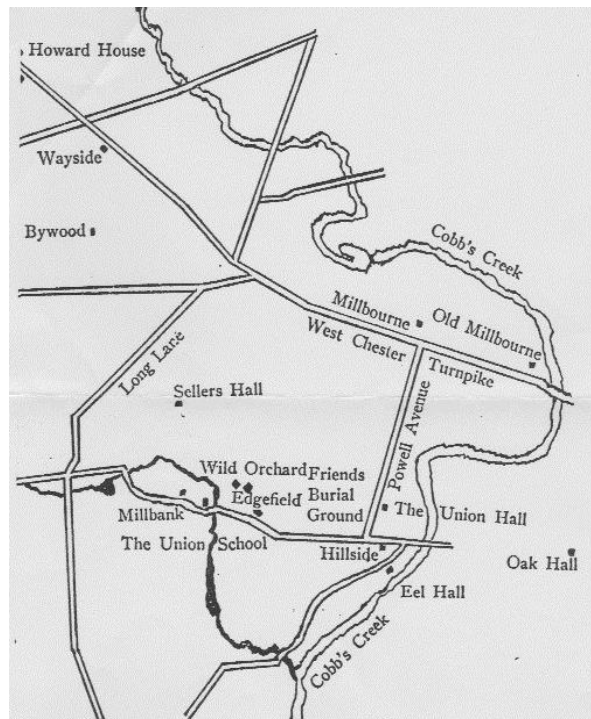 Howard House
Wayside
Bywood
Cobb's Creek
Millbourne
Old Millbourne
West Chester
Turnpike
Long Lane
Sellers Hall
Powell Avenue
Wild Orchard
Friends
Burial
Ground
Edgefield
Millbank
The Union Hall
The Union School
Hillside
Oak Hall
Eel Hall
Cobb's Creek